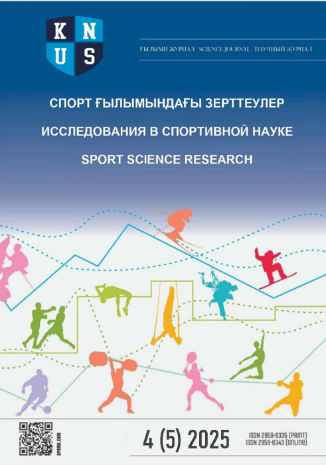 K N
U S
ҒЫЛЫМИ ЖУРНАЛ / SCIENCE JOURNAL / НАУЧНЫЙ ЖУРНАЛ
СПОРТ ҒЫЛЫМЫНДАҒЫ ЗЕРТТЕУЛЕР
ИССЛЕДОВАНИЯ В СПОРТИВНОЙ НАУКЕ
SPORT SCIENCE RESEARCH
4 (5) 2025
ISSN 2959-6335 (PRINT)
ISSN 2959-6343 (ONLINE)